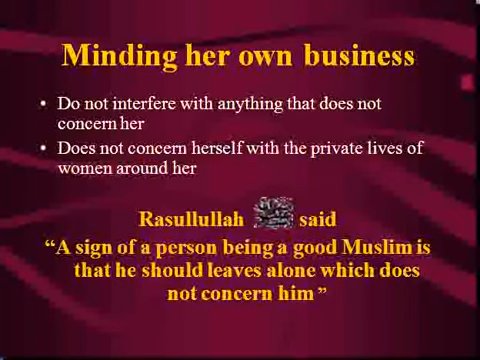 Minding her own business
• Do not interfere with anything that does not
concern her
• Does not concern herself with the private lives of
women around her
Rasullullah said
“A sign of a person being a good Muslim is
that he should leaves alone which does
not concern him”